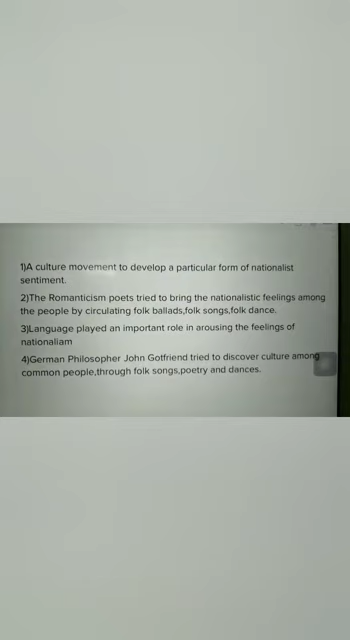 1)A culture movement to develop a particular form of nationalist
sentiment.
2)The Romanticism poets tried to bring the nationalistic feelings among
the people by circulating folk ballads,folk songs,folk dance.
3)Language played an important role in arousing the feelings of
nationaliam
4)German Philosopher John Gotfriend tried to discover culture among
common people,through folk songs,poetry and dances.